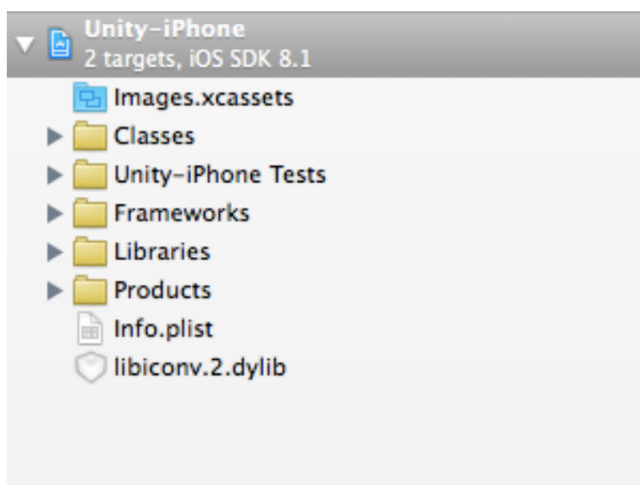 Unity-iPhone
2 targets, iOS SDK 8.1
Images.xcassets
Classes
Unity-iPhone Tests
Frameworks
Libraries
Products
Info.plist
libiconv.2.dylib